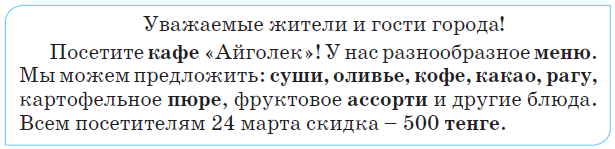 Уважаемые жители и гости города!
Посетите кафе «Айголек»! У нас разнообразное меню.
Мы можем предложить: суши, оливье, кофе, какао, рагу,
картофельное пюре, фруктовое ассорти и другие блюда.
Всем посетителям 24 марта скидка – 500 тенге.